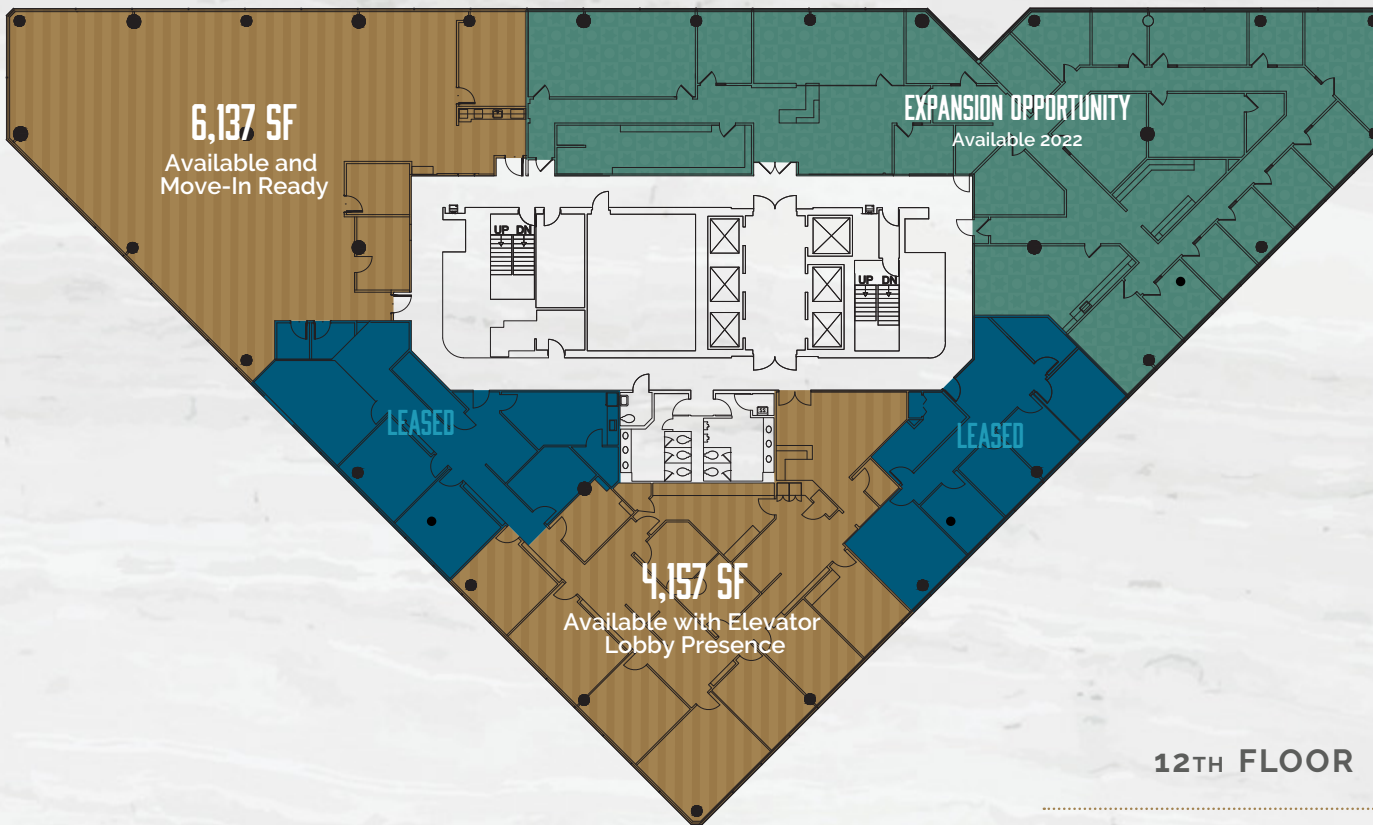 6,137 SF
Available and
Move-In Ready
EXPANSION OPPORTUNITY
Available 2022
UP DN
UP DN
LEASED
LEASED
4,157 SF
Available with Elevator
Lobby Presence
12TH FLOOR